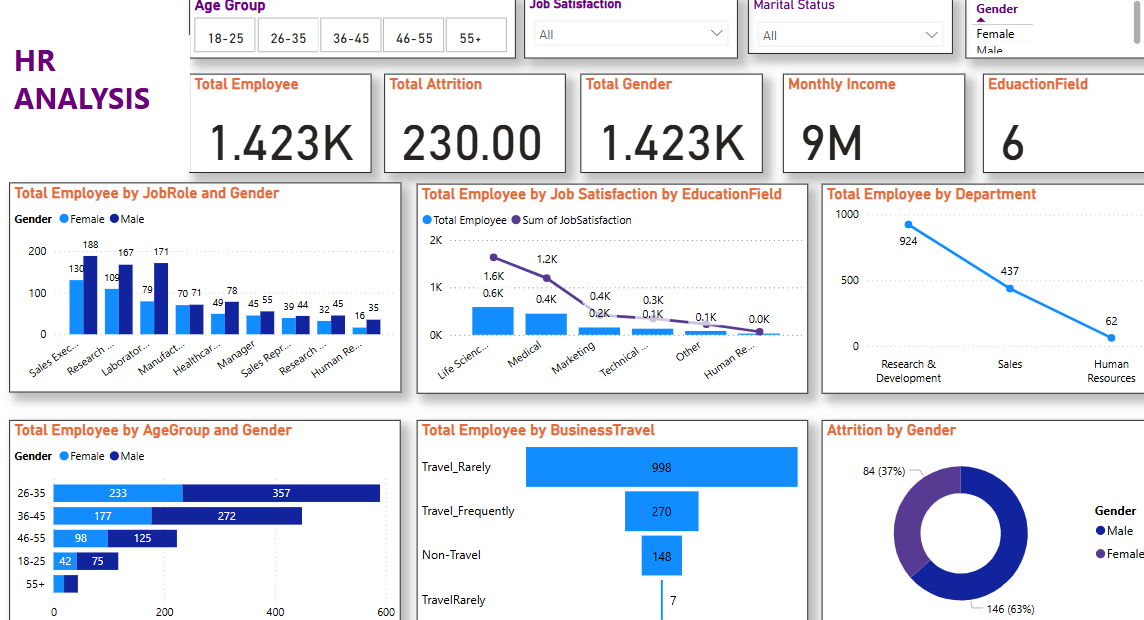 Age Group
18-25 26-35 36-45 46-55 55+
Job Satisfaction
All
Marital Status
All
Gender
Female
Male
HR
ANALYSIS
Total Employee
1.423K
Total Attrition
230.00
Total Gender
1.423K
Monthly Income
9M
EduactionField
6
Total Employee by JobRole and Gender
Gender Female Male
200
100
0
130 188
109 167
79 171
70 71
49 78
45 55
39 44
32 45
16 35
Sales Exec...
Research ...
Laborator...
Manufact...
Healthcar...
Manager
Sales Repr...
Research ...
Human Re...
Total Employee by Job Satisfaction by EducationField
Total Employee Sum of JobSatisfaction
2K
1K
0K
1.6K
0.6K
1.2K
0.4K
0.4K
0.2K
0.3K
0.1K
0.1K
0.0K
Life Scienc...
Medical
Marketing
Technical ...
Other
Human Re...
Total Employee by Department
1000
500
0
924
437
62
Research &
Development
Sales
Human
Resources
Total Employee by AgeGroup and Gender
Gender Female Male
26-35 233 357
36-45 177 272
46-55 98 125
18-25 42 75
55+
0 200 400 600
Total Employee by BusinessTravel
Travel_Rarely 998
Travel_Frequently 270
Non-Travel 148
TravelRarely 7
Attrition by Gender
84 (37%)
146 (63%)
Gender
Male
Female